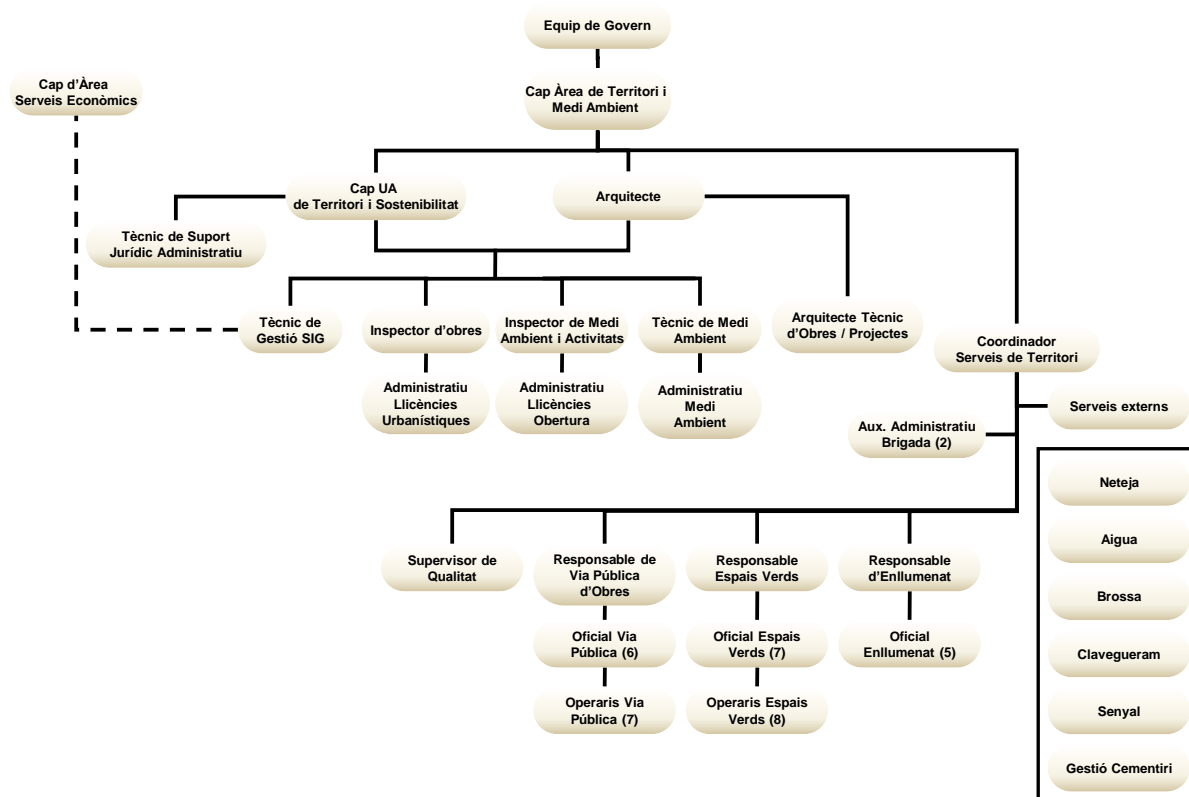 Equip de Govern
Cap d'Àrea
Serveis Econòmics
Cap Àrea de Territori i
Medi Ambient
Cap UA
de Territori i Sostenibilitat
Arquitecte
Tècnic de Suport
Jurídic Administratiu
Tècnic de
Gestió SIG
Inspector d'obres
Inspector de Medi
Ambient i Activitats
Tècnic de Medi
Ambient
Arquitecte Tècnic
d'Obres / Projectes
Coordinador
Serveis de Territori
Administratiu
Llicències
Urbanístiques
Administratiu
Llicències
Obertura
Administratiu
Medi
Ambient
Serveis externs
Aux. Administratiu
Brigada (2)
Neteja
Aigua
Brossa
Clavegueram
Senyal
Gestió Cementiri
Supervisor de
Qualitat
Responsable de
Via Pública
d'Obres
Responsable
Espais Verds
Responsable
d'Enllumenat
Oficial Via
Pública (6)
Oficial Espais
Verds (7)
Oficial
Enllumenat (5)
Operaris Via
Pública (7)
Operaris Espais
Verds (8)